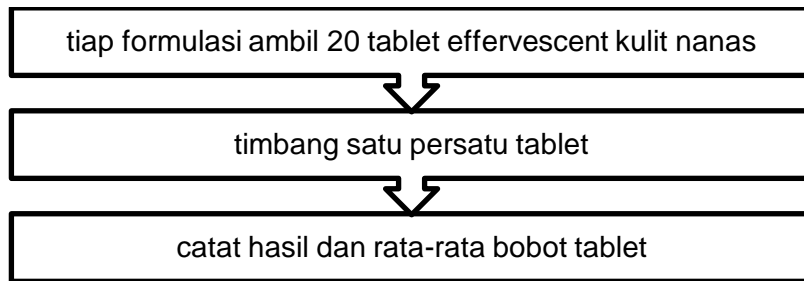 tiap formulasi ambil 20 tablet effervescent kulit nanas
timbang satu persatu tablet
catat hasil dan rata-rata bobot tablet